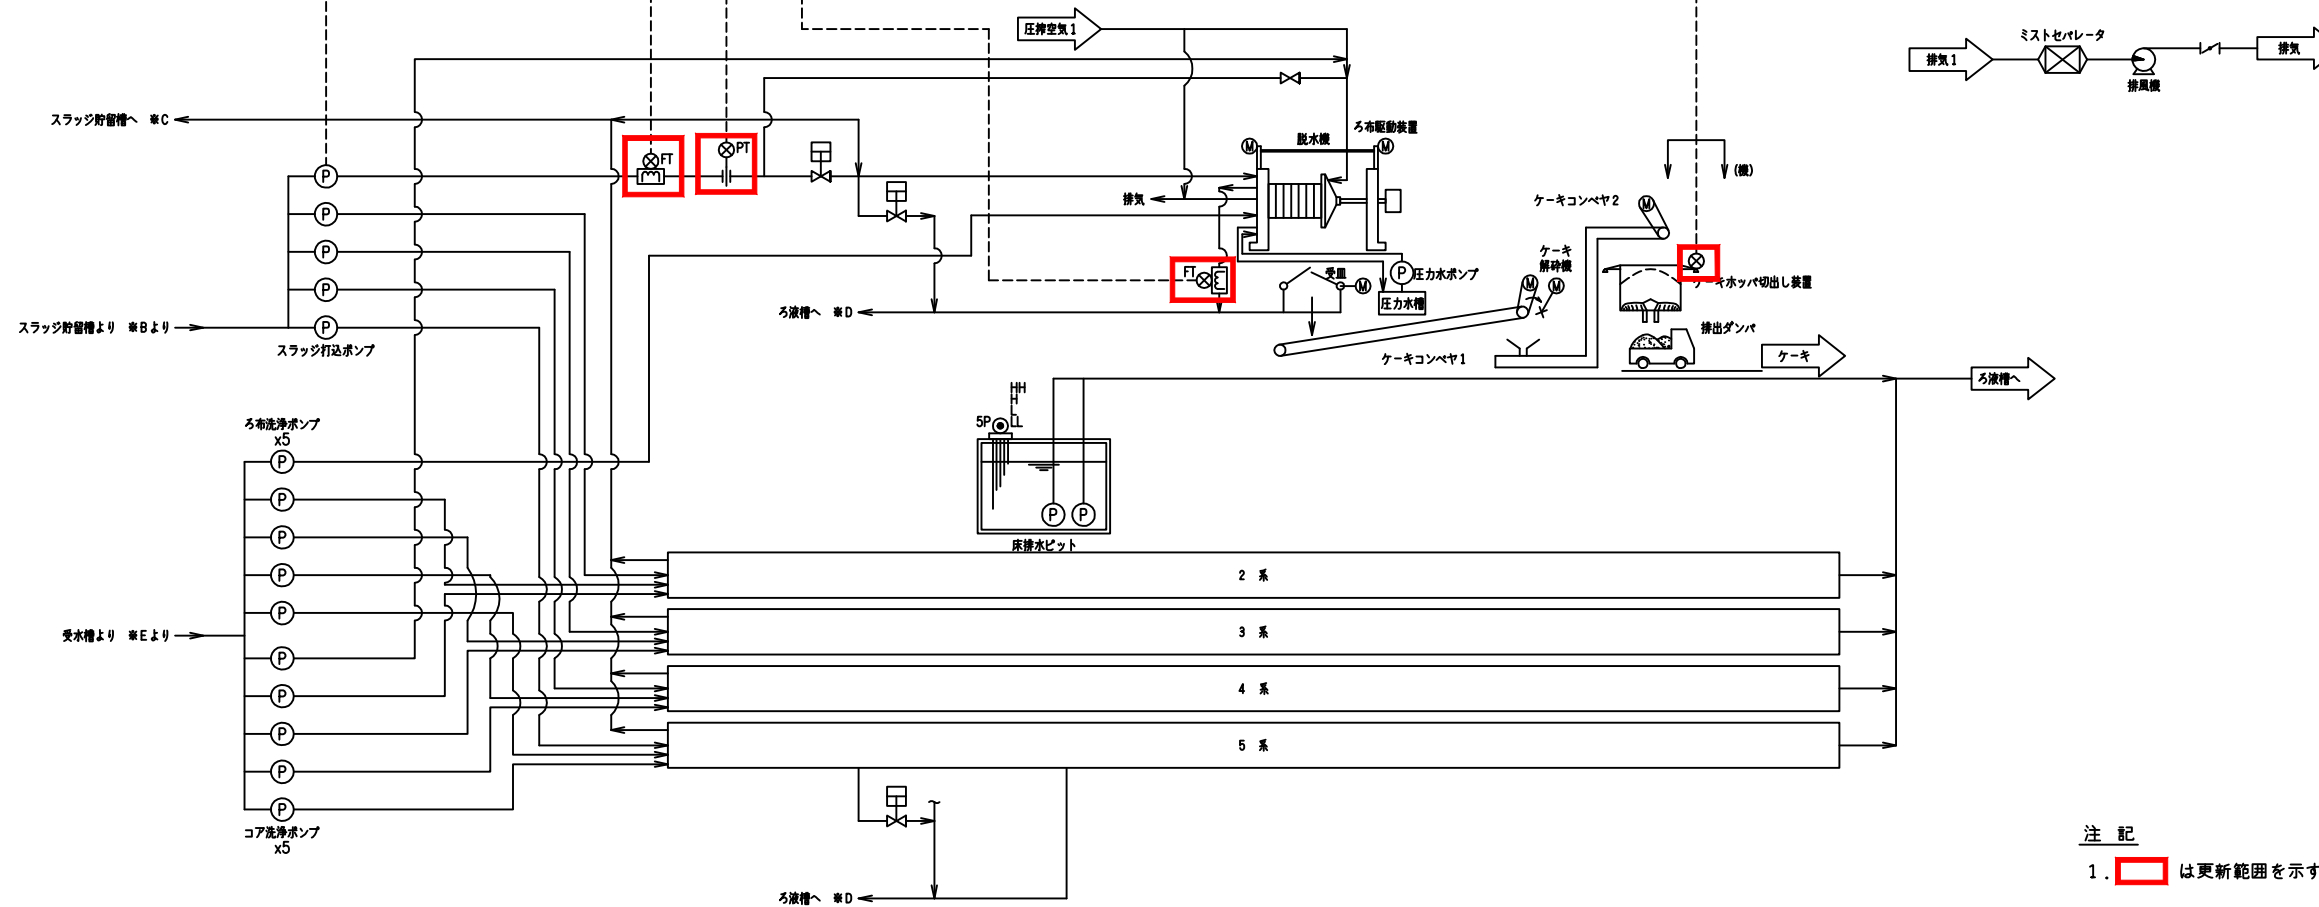 圧搾空気1
ミストセパレータ
排気1
排気
排風機
スラッジ貯留槽へ ※C
FT
PT
脱水機
ろ布駆動装置
M
M
(機)
P
P
P
P
P
排気
ケーキコンベヤ2
M
FT
受皿
M
P
圧力水ポンプ
圧力水槽
ケーキ
解砕機
M
M
ケーキホッパ切出し装置
スラッジ貯留槽より ※Bより
スラッジ打込ポンプ
ろ液槽へ ※D
ケーキコンベヤ1
排出ダンパ
ケーキ
ろ液槽へ
HH
H
L
LL
5P
P
P
床排水ピット
ろ布洗浄ポンプ
x5
P
P
P
P
P
受水槽より ※Eより
P
P
P
P
P
コア洗浄ポンプ
x5
2 系
3 系
4 系
5 系
ろ液槽へ ※D
注 記
1. は更新範囲を示す